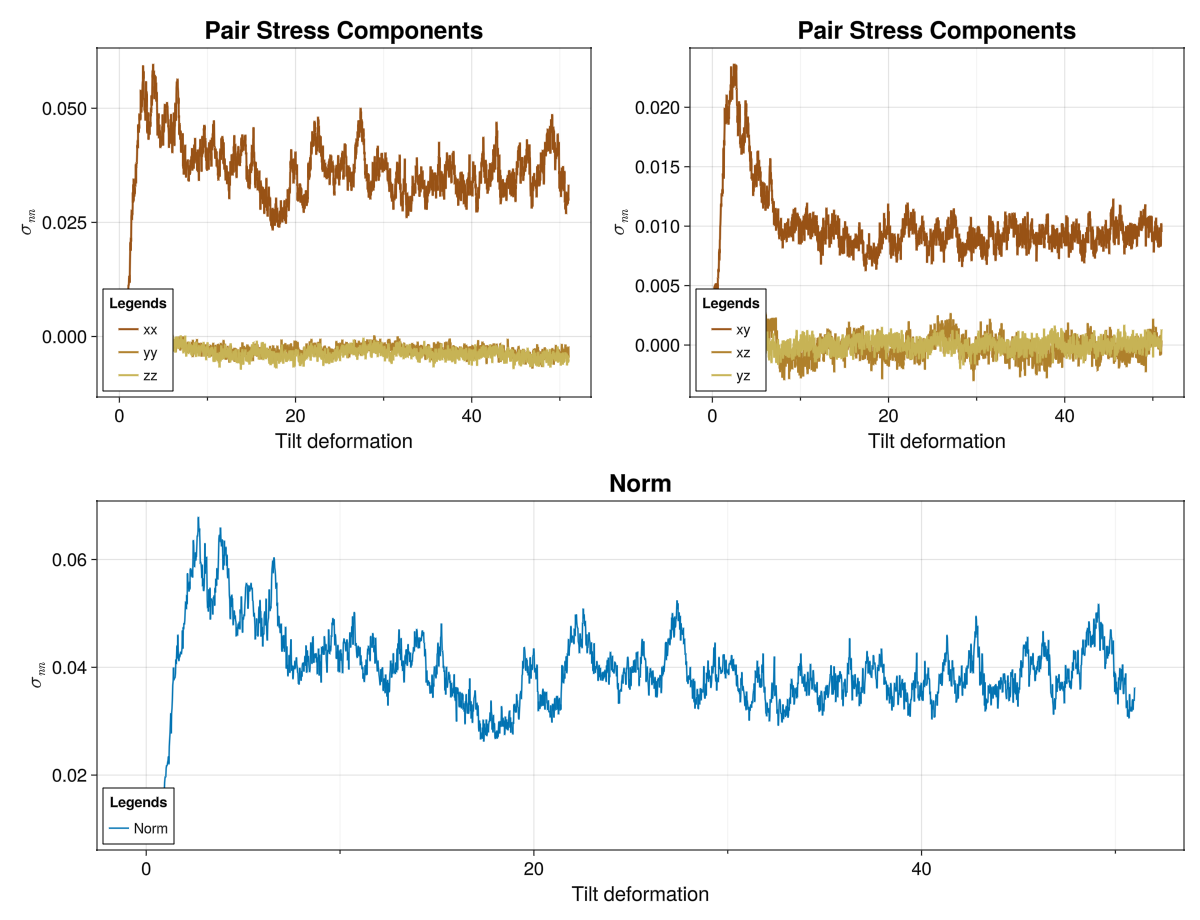 Pair Stress Components
σnn
0.050
0.025
0.000
Legends
xx
yy
zz
0
20
40
Tilt deformation
Pair Stress Components
σnn
0.020
0.015
0.010
0.005
0.000
Legends
xy
xz
yz
0
20
40
Tilt deformation
Norm
σnn
0.06
0.04
0.02
Legends
Norm
0
20
40
Tilt deformation